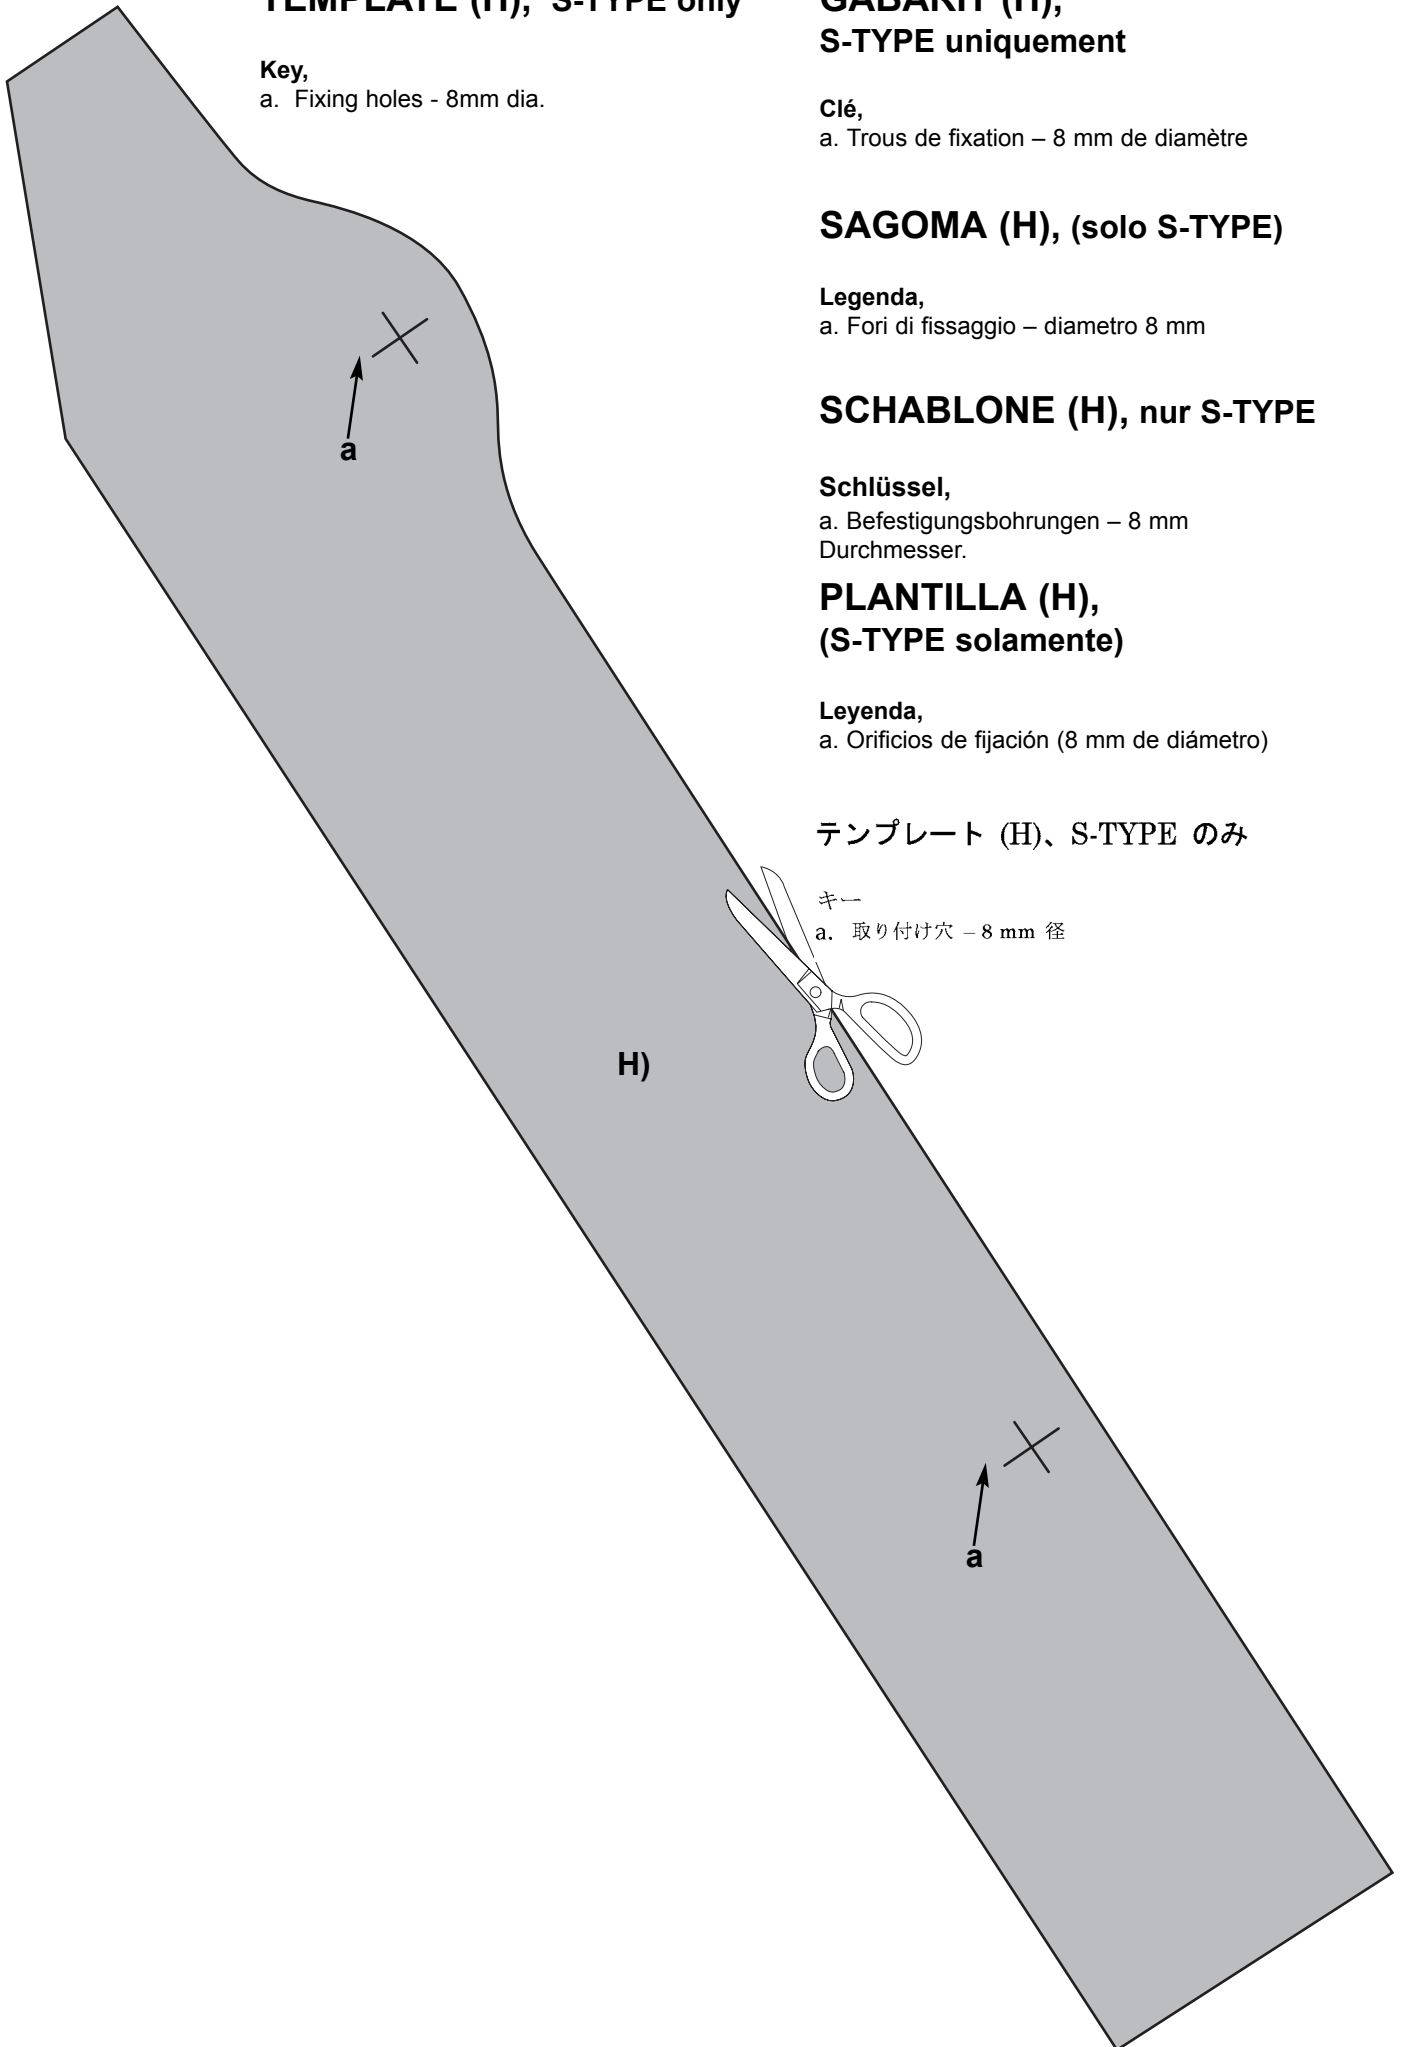 TEMPLATE (H), S-TYPE only
Key,
a. Fixing holes - 8mm dia.
GABARIT (H),
S-TYPE uniquement
Clé,
a. Trous de fixation – 8 mm de diamètre
SAGOMA (H), (solo S-TYPE)
Legenda,
a. Fori di fissaggio – diametro 8 mm
SCHABLONE (H), nur S-TYPE
Schlüssel,
a. Befestigungsbohrungen – 8 mm
Durchmesser.
PLANTILLA (H),
(S-TYPE solamente)
Leyenda,
a. Orificios de fijación (8 mm de diámetro)
テンプレート (H)、S-TYPE のみ
キー
a. 取り付け穴 – 8 mm 径
a
H)
a